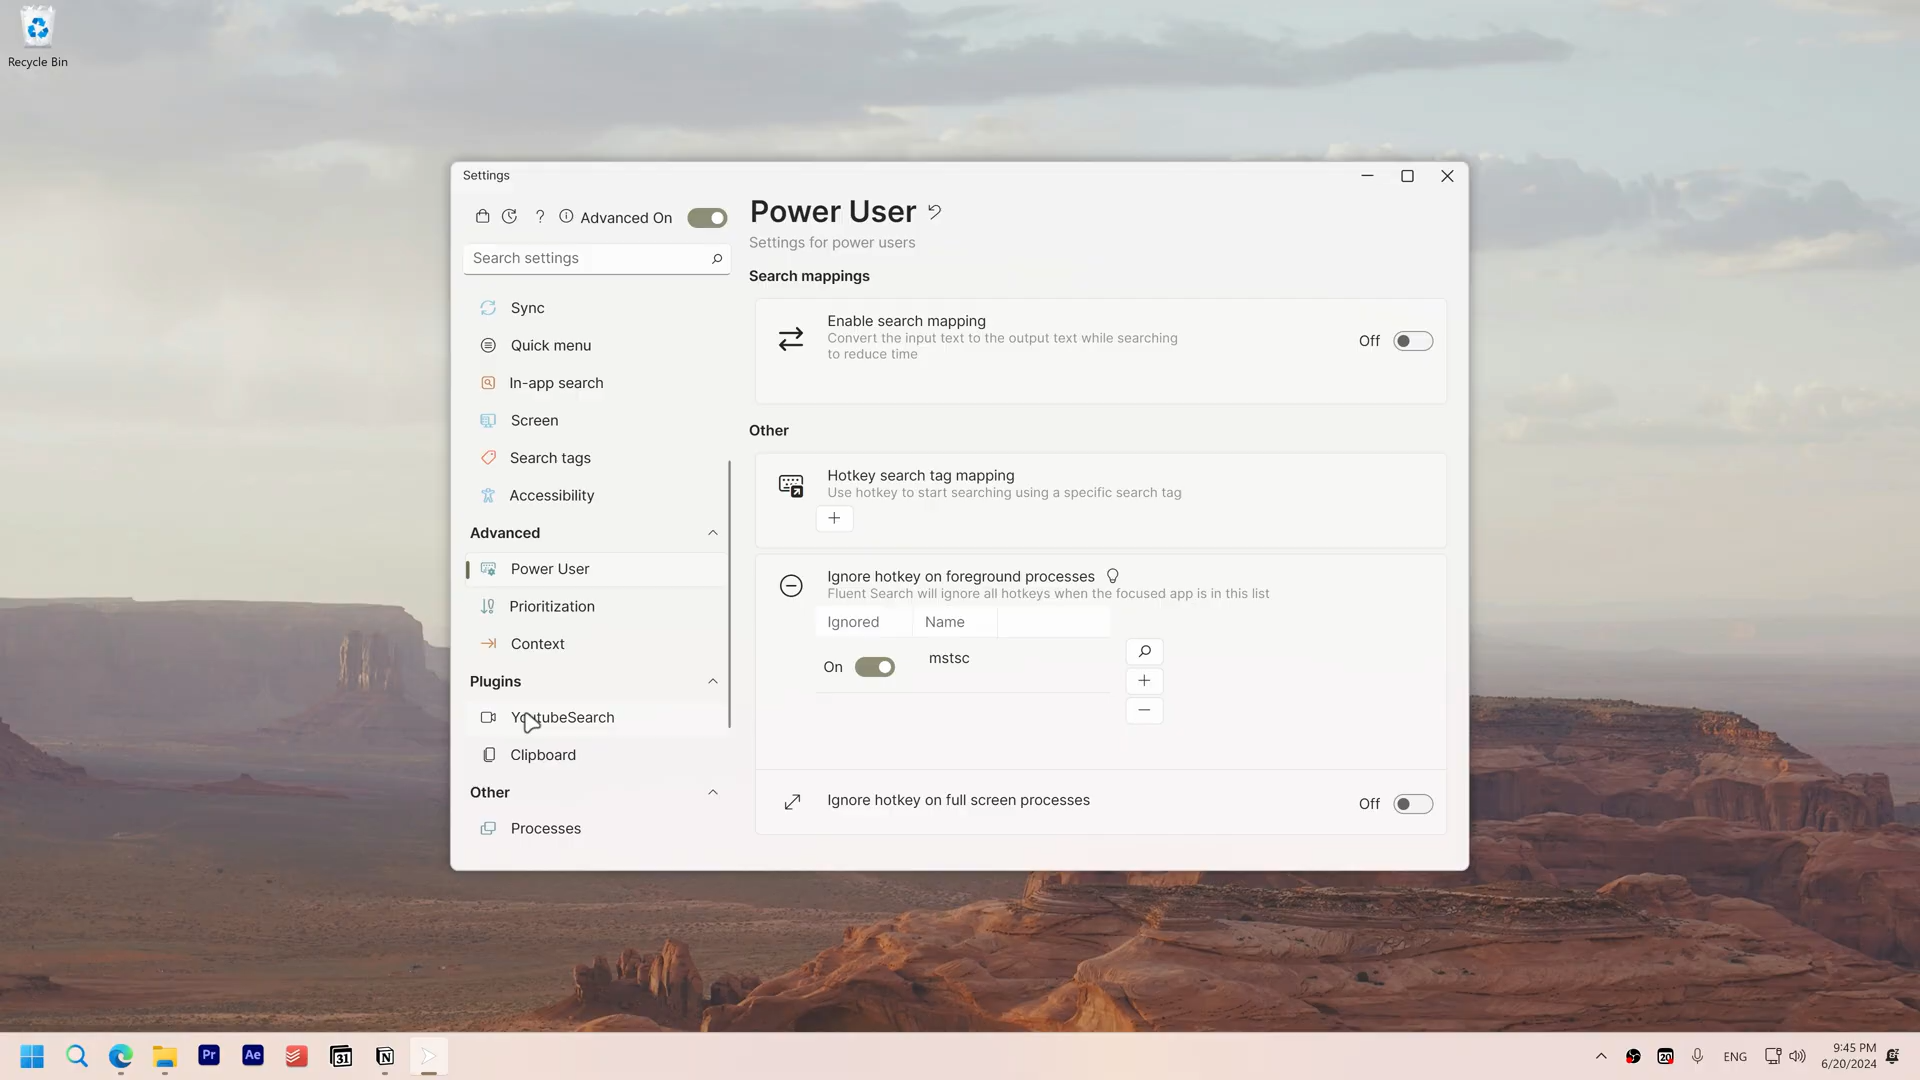 Recycle Bin
Settings
Advanced On
Search settings
Sync
Quick menu
In-app search
Screen
Search tags
Accessibility
Advanced
Power User
Prioritization
Context
Plugins
YoutubeSearch
Clipboard
Other
Processes
Power User
Settings for power users
Search mappings
Enable search mapping
Convert the input text to the output text while searching
to reduce time
Off
Other
Hotkey search tag mapping
Use hotkey to start searching using a specific search tag
Ignore hotkey on foreground processes
Fluent Search will ignore all hotkeys when the focused app is in this list
Ignored Name
On mstsc
Ignore hotkey on full screen processes
Off
Pr
Ae
31
N
20
ENG
9:45 PM
6/20/2024